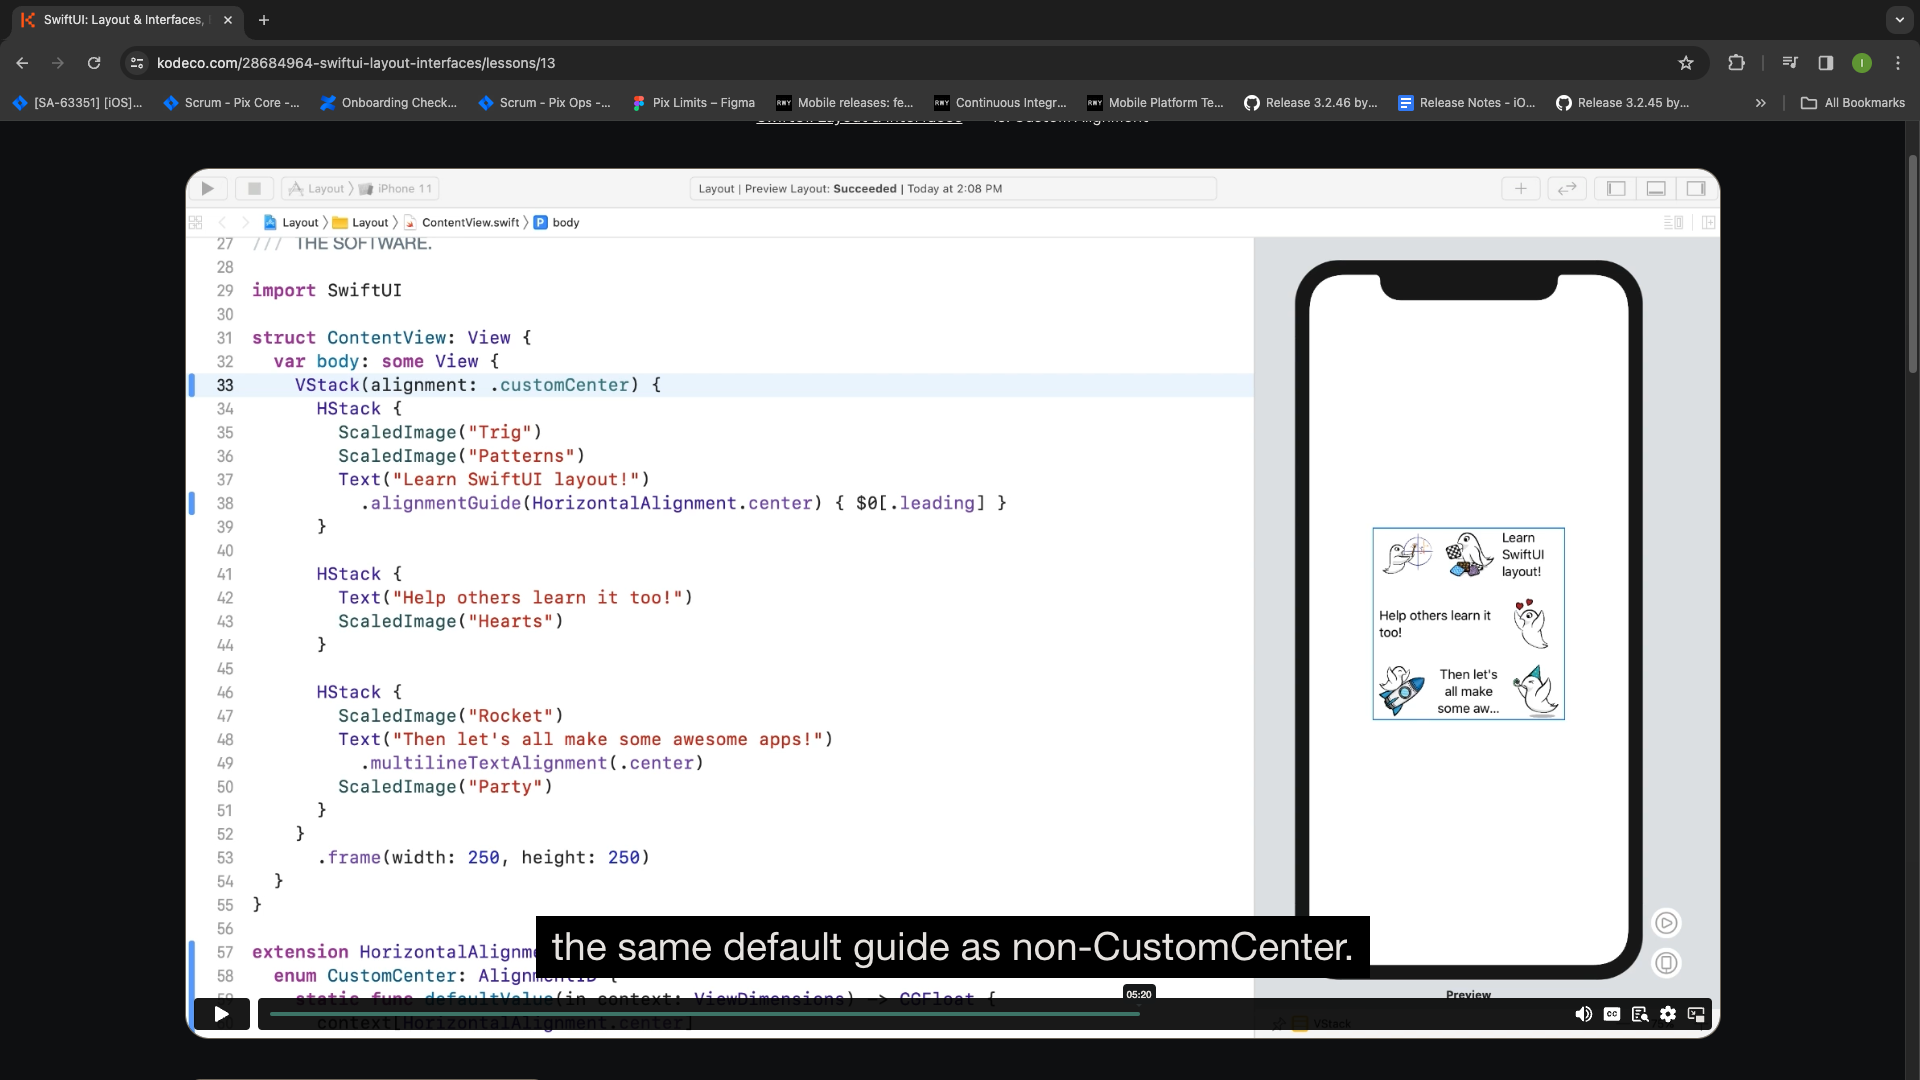 SwiftUI: Layout & Interfaces,
kodeco.com/28684964-swiftui-layout-interfaces/lessons/13
[SA-63351] [iOS]...
Scrum - Pix Core -...
Onboarding Check...
Scrum - Pix Ops -...
Pix Limits – Figma
RWY
Mobile releases: fe...
RWY
Continuous Integr...
RWY
Mobile Platform Te...
Release 3.2.46 by...
Release Notes - iO...
Release 3.2.45 by...
»
All Bookmarks
Layout
iPhone 11
Layout | Preview Layout: Succeeded | Today at 2:08 PM
Layout
Layout
ContentView.swift
P
body
27 /// THE SOFTWARE.
28
29 import SwiftUI
30
31 struct ContentView: View {
32 var body: some View {
33 VStack(alignment: .customCenter) {
34 HStack {
35 ScaledImage("Trig")
36 ScaledImage("Patterns")
37 Text("Learn SwiftUI layout!")
38 .alignmentGuide(HorizontalAlignment.center) { $0[.leading] }
39 }
40
41 HStack {
42 Text("Help others learn it too!")
43 ScaledImage("Hearts")
44 }
45
46 HStack {
47 ScaledImage("Rocket")
48 Text("Then let's all make some awesome apps!")
49 .multilineTextAlignment(.center)
50 ScaledImage("Party")
51 }
52 }
53 .frame(width: 250, height: 250)
54 }
55 }
56
57 extension HorizontalAlignme
58 enum CustomCenter: AlignmentID {
static func defaultValue(in context: ViewDimensions) -> CGFloat {
context[HorizontalAlignment.center]
Learn
SwiftUI
layout!
Help others learn it
too!
Then let's
all make
some aw...
the same default guide as non-CustomCenter.
05:20
Preview
VStack
CC